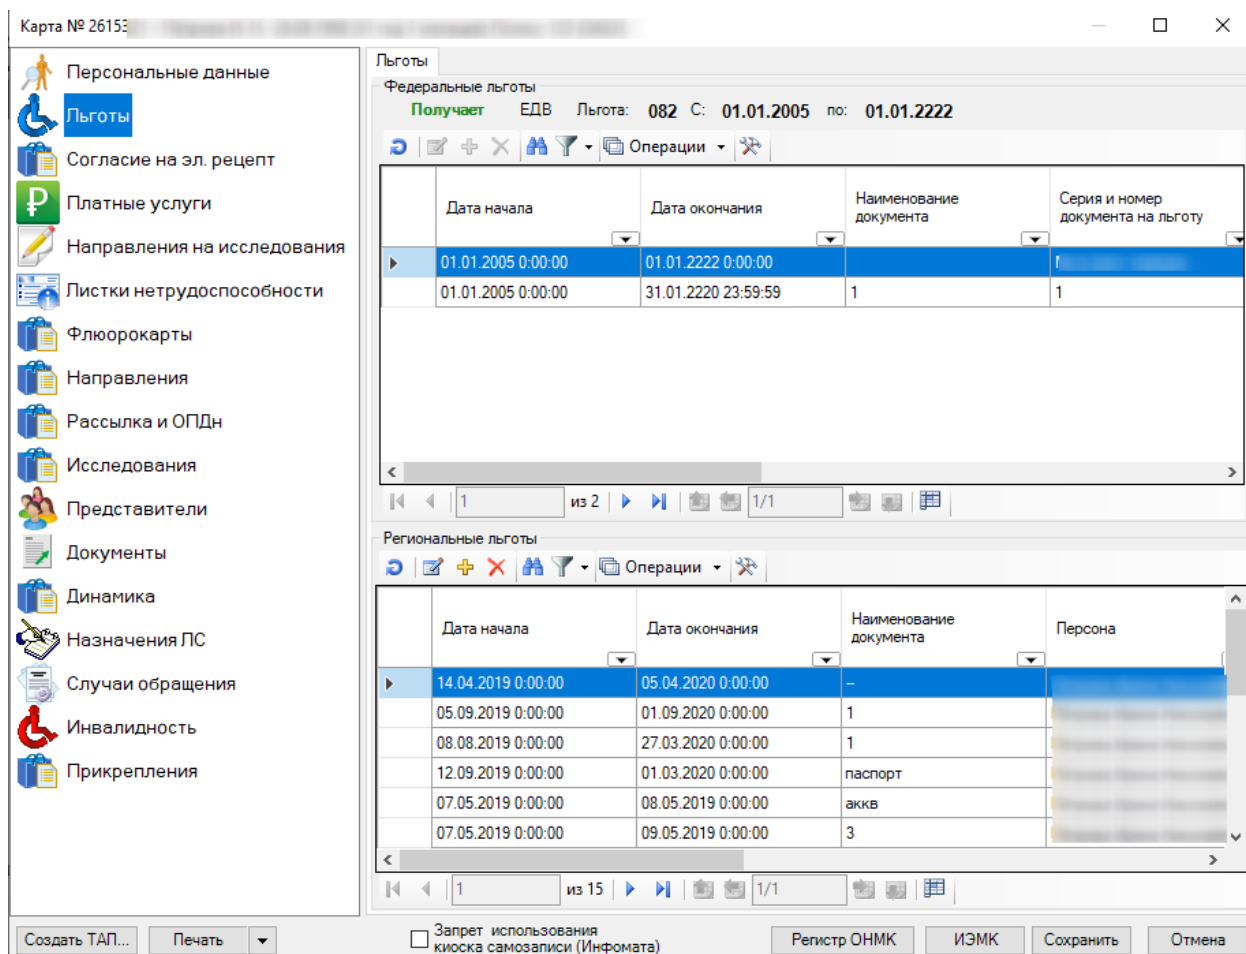 Карта № 26153
Персональные данные
Льготы
Согласие на эл. рецепт
Платные услуги
Направления на исследования
Листки нетрудоспособности
Флюорокарты
Направления
Рассылка и ОПДн
Исследования
Представители
Документы
Динамика
Назначения ЛС
Случаи обращения
Инвалидность
Прикрепления
Льготы
Федеральные льготы
Получает ЕДВ Льгота: 082 С: 01.01.2005 по: 01.01.2222
Операции
Дата начала Дата окончания Наименование документа Серия и номер документа на льготу
01.01.2005 0:00:00 01.01.2222 0:00:00
01.01.2005 0:00:00 31.01.2220 23:59:59 1 1
1 из 2 1/1
Региональные льготы
Операции
Дата начала Дата окончания Наименование документа Персона
14.04.2019 0:00:00 05.04.2020 0:00:00 --
05.09.2019 0:00:00 01.09.2020 0:00:00 1
08.08.2019 0:00:00 27.03.2020 0:00:00 1
12.09.2019 0:00:00 01.03.2020 0:00:00 паспорт
07.05.2019 0:00:00 08.05.2019 0:00:00 аккв
07.05.2019 0:00:00 09.05.2019 0:00:00 3
1 из 15 1/1
Создать ТАП... Печать Запрет использования киоска самозаписи (Инфомата) Регистр ОНМК ИЭМК Сохранить Отмена